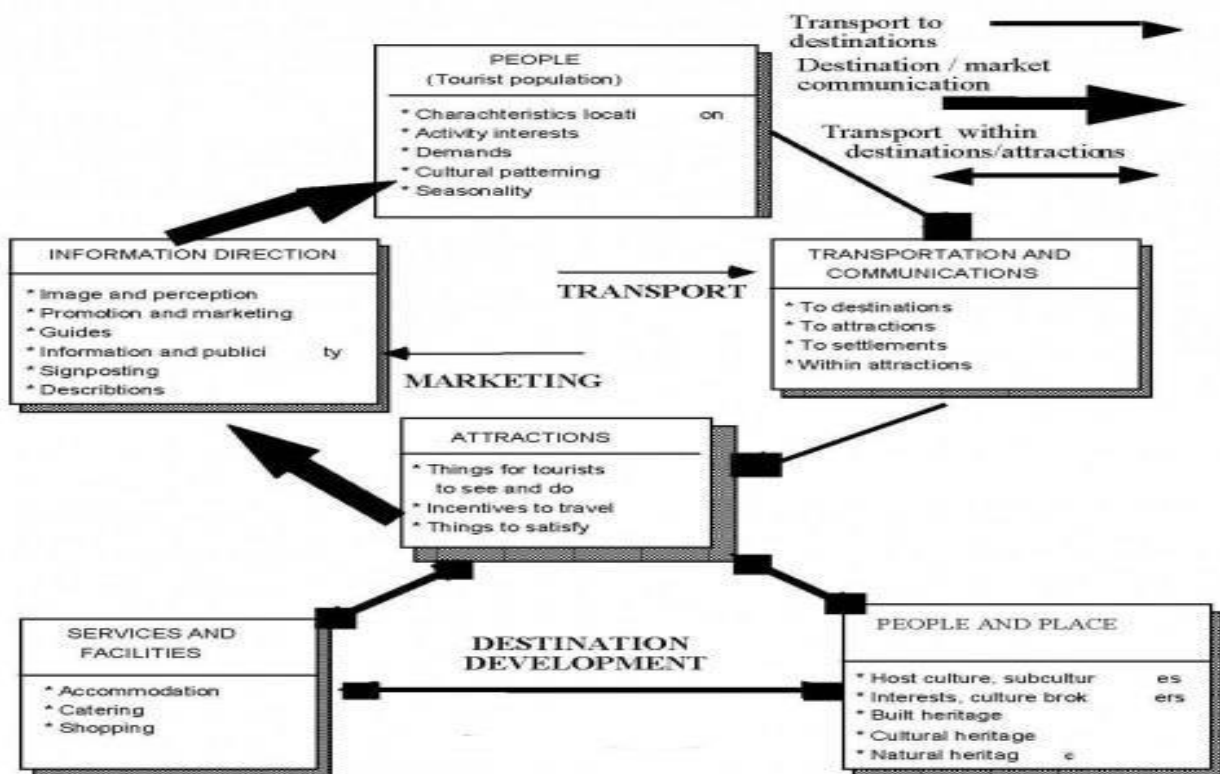 Transport to
destinations
Destination / market
communication
Transport within
destinations/attractions
PEOPLE
(Tourist population)
* Charachteristics locati on
* Activity interests
* Demands
* Cultural patterning
* Seasonality
INFORMATION DIRECTION
* Image and perception
* Promotion and marketing
* Guides
* Information and publici ty
* Signposting
* Describtions
TRANSPORT
MARKETING
TRANSPORTATION AND
COMMUNICATIONS
* To destinations
* To attractions
* To settlements
* Within attractions
ATTRACTIONS
* Things for tourists
to see and do
* Incentives to travel
* Things to satisfy
SERVICES AND
FACILITIES
* Accommodation
* Catering
* Shopping
DESTINATION
DEVELOPMENT
PEOPLE AND PLACE
* Host culture, subcultur es
* Interests, culture brok ers
* Built heritage
* Cultural heritage
* Natural heritag e